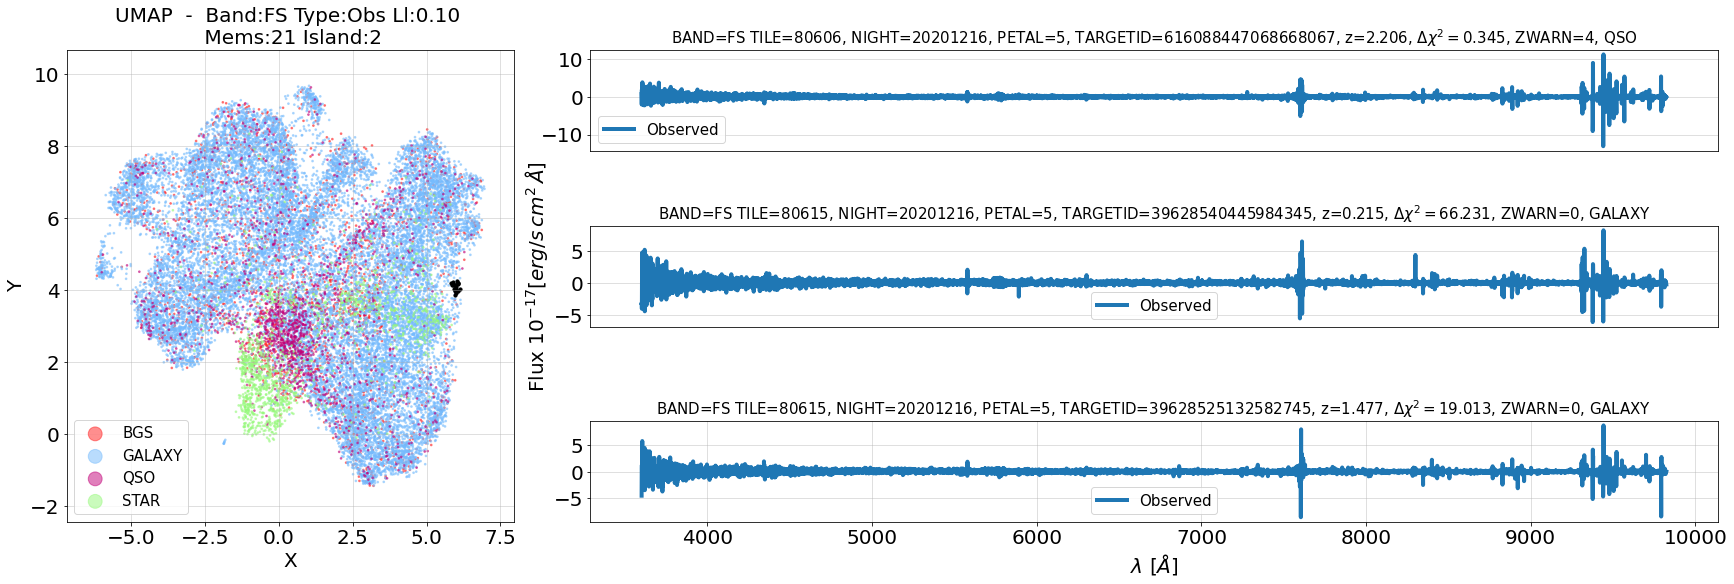 UMAP - Band:FS Type:Obs Ll:0.10
Mems:21 Island:2
10
8
6
4
2
0
−2
Y
−5.0
−2.5
0.0
2.5
5.0
7.5
X
BGS
GALAXY
QSO
STAR
Flux 10⁻¹⁷[erg/s cm² Å]
BAND=FS TILE=80606, NIGHT=20201216, PETAL=5, TARGETID=616088447068668067, z=2.206, Δχ² = 0.345, ZWARN=4, QSO
10
0
−10
Observed
BAND=FS TILE=80615, NIGHT=20201216, PETAL=5, TARGETID=39628540445984345, z=0.215, Δχ² = 66.231, ZWARN=0, GALAXY
5
0
−5
Observed
BAND=FS TILE=80615, NIGHT=20201216, PETAL=5, TARGETID=39628525132582745, z=1.477, Δχ² = 19.013, ZWARN=0, GALAXY
5
0
−5
Observed
4000
5000
6000
7000
8000
9000
10000
λ [Å]